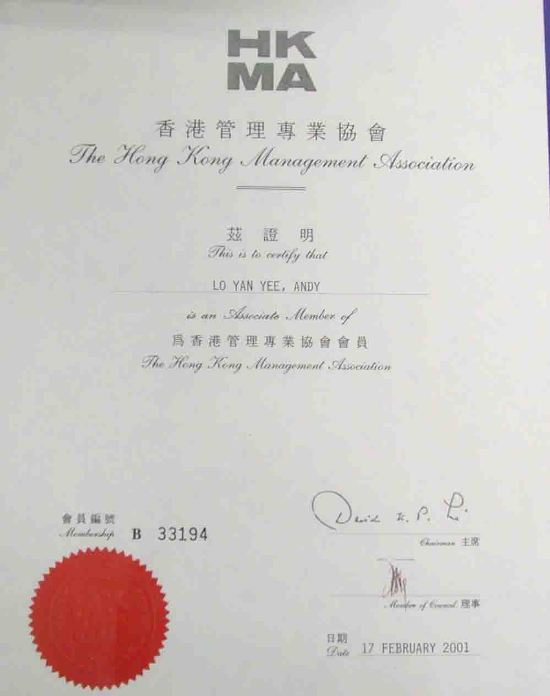 HK
MA
香港管理專業協會
The Hong Kong Management Association
茲證明
This is to certify that
LO YAN YEE, ANDY
is an Associate Member of
爲香港管理專業協會會員
The Hong Kong Management Association
David K. P. Li
會員編號
Membership B 33194
Chairman 主席
Member of Council 理事
日期
Date 17 FEBRUARY 2001